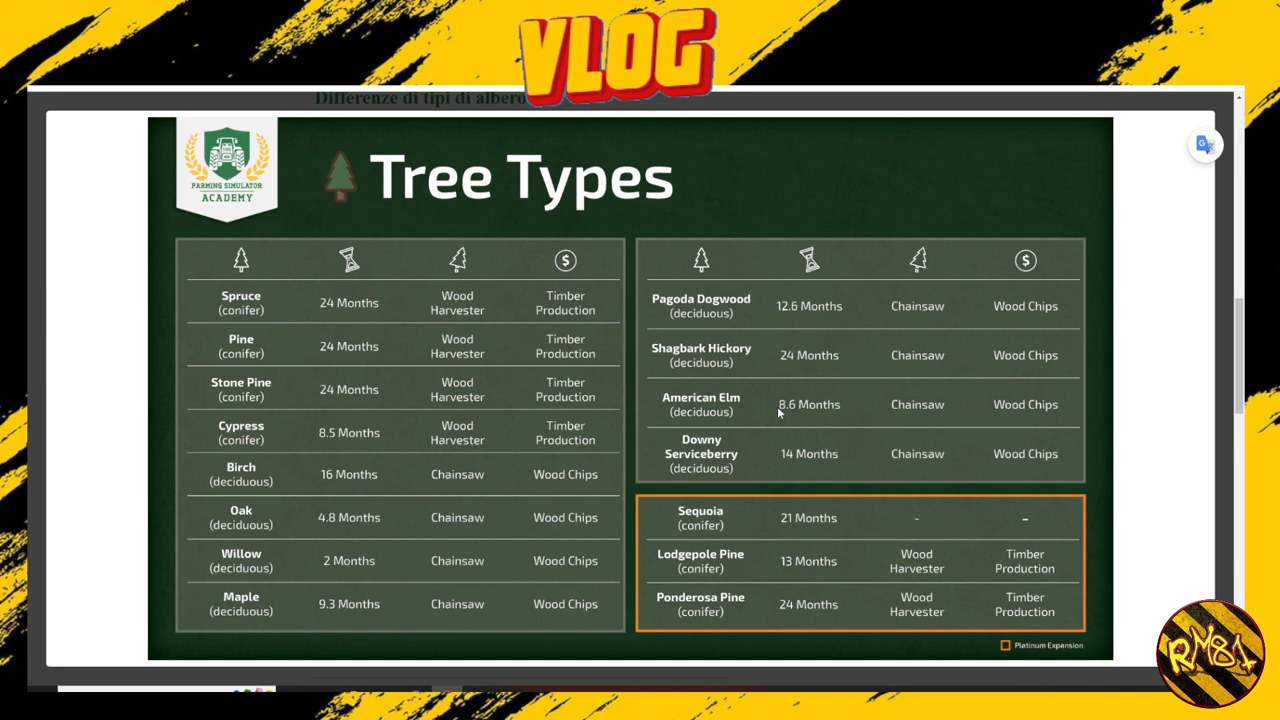 VLOG
Differenze di tipi di albero
FARMING SIMULATOR
ACADEMY
Tree Types
$
$
Spruce
(conifer)
24 Months
Wood
Harvester
Timber
Production
Pine
(conifer)
24 Months
Wood
Harvester
Timber
Production
Stone Pine
(conifer)
24 Months
Wood
Harvester
Timber
Production
Cypress
(conifer)
8.5 Months
Wood
Harvester
Timber
Production
Birch
(deciduous)
16 Months
Chainsaw
Wood Chips
Oak
(deciduous)
4.8 Months
Chainsaw
Wood Chips
Willow
(deciduous)
2 Months
Chainsaw
Wood Chips
Maple
(deciduous)
9.3 Months
Chainsaw
Wood Chips
Pagoda Dogwood
(deciduous)
12.6 Months
Chainsaw
Wood Chips
Shagbark Hickory
(deciduous)
24 Months
Chainsaw
Wood Chips
American Elm
(deciduous)
8.6 Months
Chainsaw
Wood Chips
Downy
Serviceberry
(deciduous)
14 Months
Chainsaw
Wood Chips
Sequoia
(conifer)
21 Months
-
-
Lodgepole Pine
(conifer)
13 Months
Wood
Harvester
Timber
Production
Ponderosa Pine
(conifer)
24 Months
Wood
Harvester
Timber
Production
Platinum Expansion
RM81